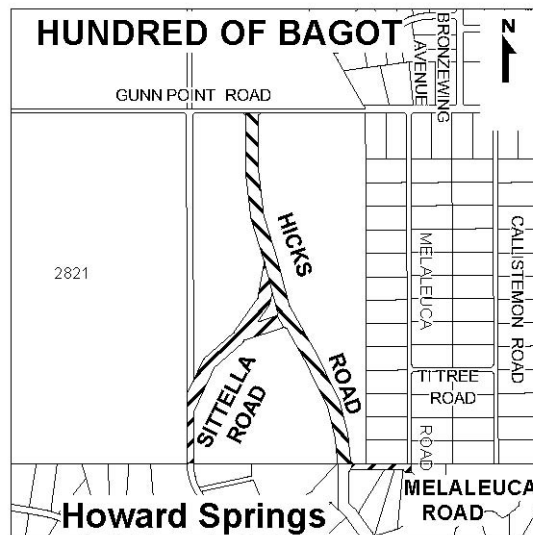 HUNDRED OF BAGOT
N
BRONZEWING
AVENUE
GUNN POINT ROAD
HICKS
ROAD
2821
MELALEUCA
ROAD
CALLISTEMON ROAD
TI TREE
ROAD
SITTELLA
ROAD
MELALEUCA
ROAD
Howard Springs